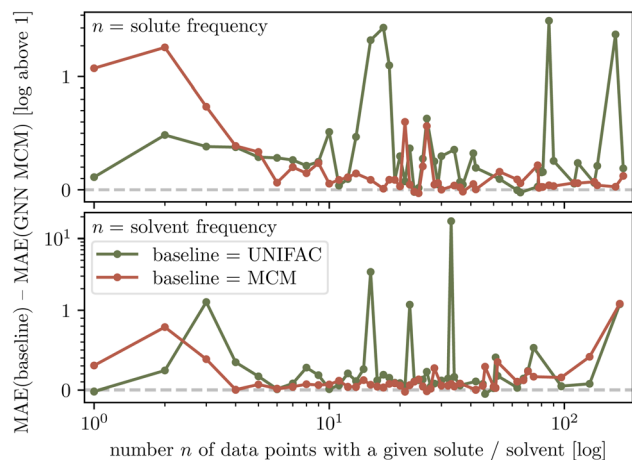 MAE(baseline) – MAE(GNN MCM) [log above 1]
n = solute frequency
1
0
n = solvent frequency
10¹
baseline = UNIFAC
baseline = MCM
1
0
10⁰ 10¹ 10²
number n of data points with a given solute / solvent [log]